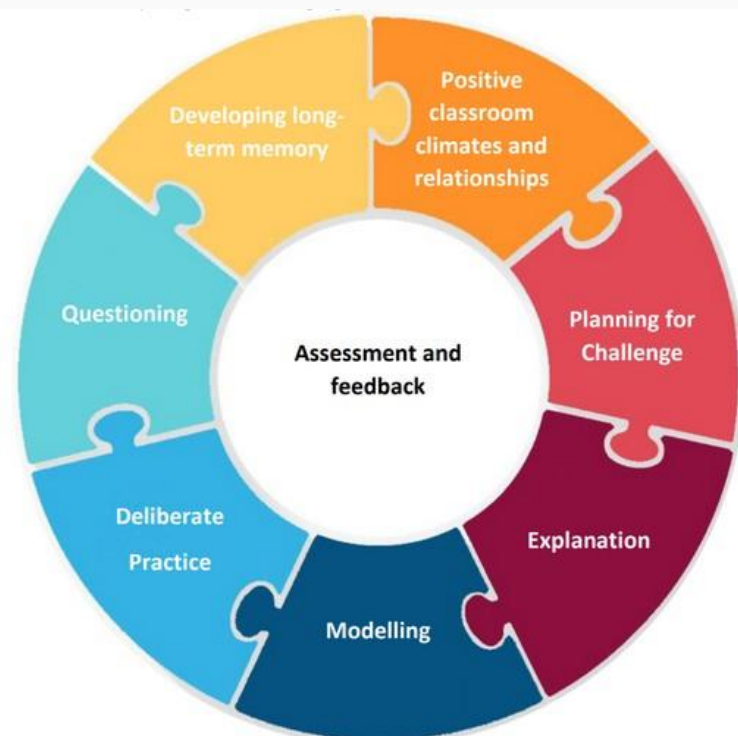 Positive
classroom
climates and
relationships
Planning for
Challenge
Explanation
Modelling
Deliberate
Practice
Questioning
Developing long-
term memory
Assessment and
feedback